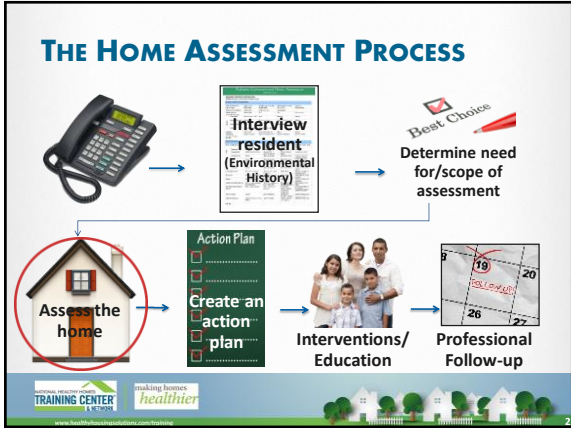 THE HOME ASSESSMENT PROCESS
Interview
resident
(Environmental
History)
Best Choice
Determine need
for/scope of
assessment
Assess the
home
Action Plan
Create an
action
plan
Interventions/
Education
19
20
FOLLOW UP!
26
27
Professional
Follow-up
NATIONAL HEALTHY HOMES
TRAINING CENTER
& NETWORK
making homes
healthier
www.healthyhousingsolutions.com/training
2